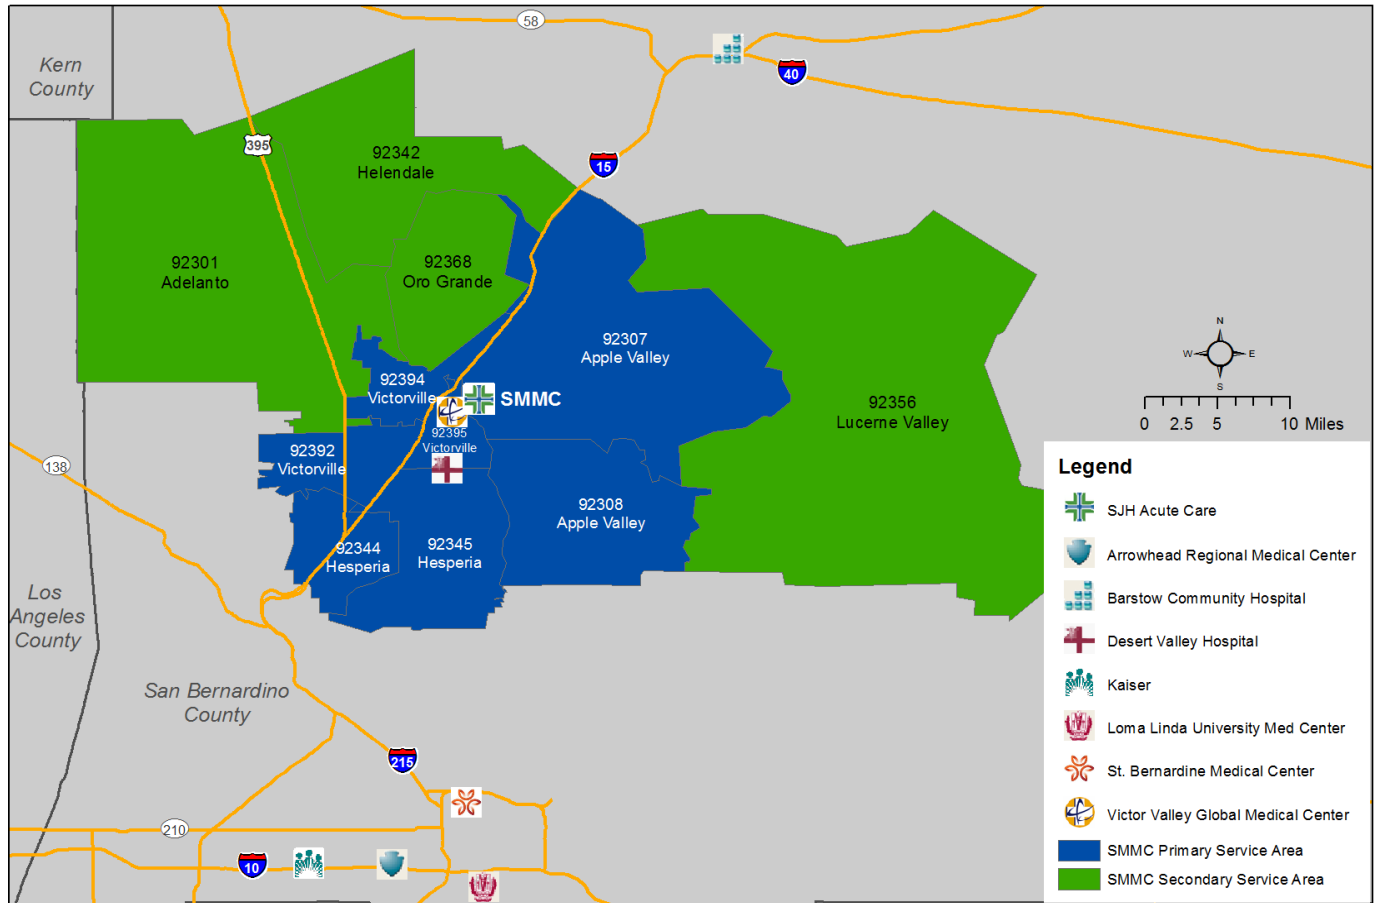 58
Kern
County
40
395
92342
Helendale
15
92301
Adelanto
92368
Oro Grande
92307
Apple Valley
N
W
E
S
92394
Victorville
SMMC
92356
Lucerne Valley
0 2.5 5 10 Miles
92395
Victorville
92392
Victorville
138
92308
Apple Valley
92344
Hesperia
92345
Hesperia
Los
Angeles
County
San Bernardino
County
215
210
10
Legend
SJH Acute Care
Arrowhead Regional Medical Center
Barstow Community Hospital
Desert Valley Hospital
Kaiser
Loma Linda University Med Center
St. Bernardine Medical Center
Victor Valley Global Medical Center
SMMC Primary Service Area
SMMC Secondary Service Area